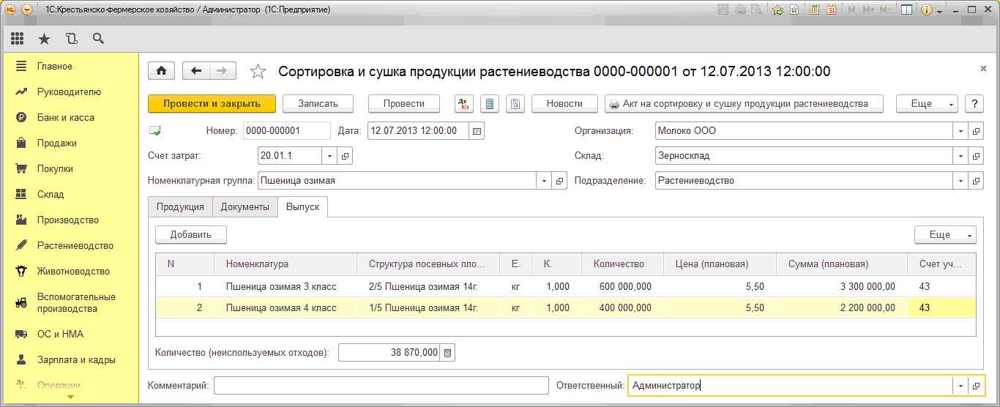 1С:Крестьянско-Фермерское хозяйство / Администратор (1С:Предприятие)
M M+ M-
Главное
Руководителю
Банк и касса
Продажи
Покупки
Склад
Производство
Растениеводство
Животноводство
Вспомогательные
производства
ОС и НМА
Зарплата и кадры
Дт Кт Операции
Сортировка и сушка продукции растениеводства 0000-000001 от 12.07.2013 12:00:00
Провести и закрыть Записать Провести Дт Кт Новости Акт на сортировку и сушку продукции растениеводства Еще ?
Номер: 0000-000001 Дата: 12.07.2013 12:00:00 Организация: Молоко ООО
Счет затрат: 20.01.1 Склад: Зерносклад
Номенклатурная группа: Пшеница озимая Подразделение: Растениеводство
Продукция Документы Выпуск
Добавить Еще
N Номенклатура Структура посевных пло... Е. К. Количество Цена (плановая) Сумма (плановая) Счет уч...
1 Пшеница озимая 3 класс 2/5 Пшеница озимая 14г. кг 1,000 600 000,000 5,50 3 300 000,00 43
2 Пшеница озимая 4 класс 1/5 Пшеница озимая 14г. кг 1,000 400 000,000 5,50 2 200 000,00 43
Количество (неиспользуемых отходов): 38 870,000
Комментарий: Ответственный: Администратор